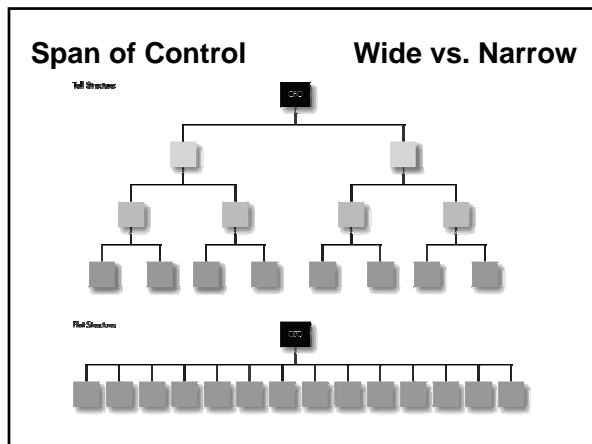 Span of Control Wide vs. Narrow
Tall Structure
CEO
Flat Structure
CEO